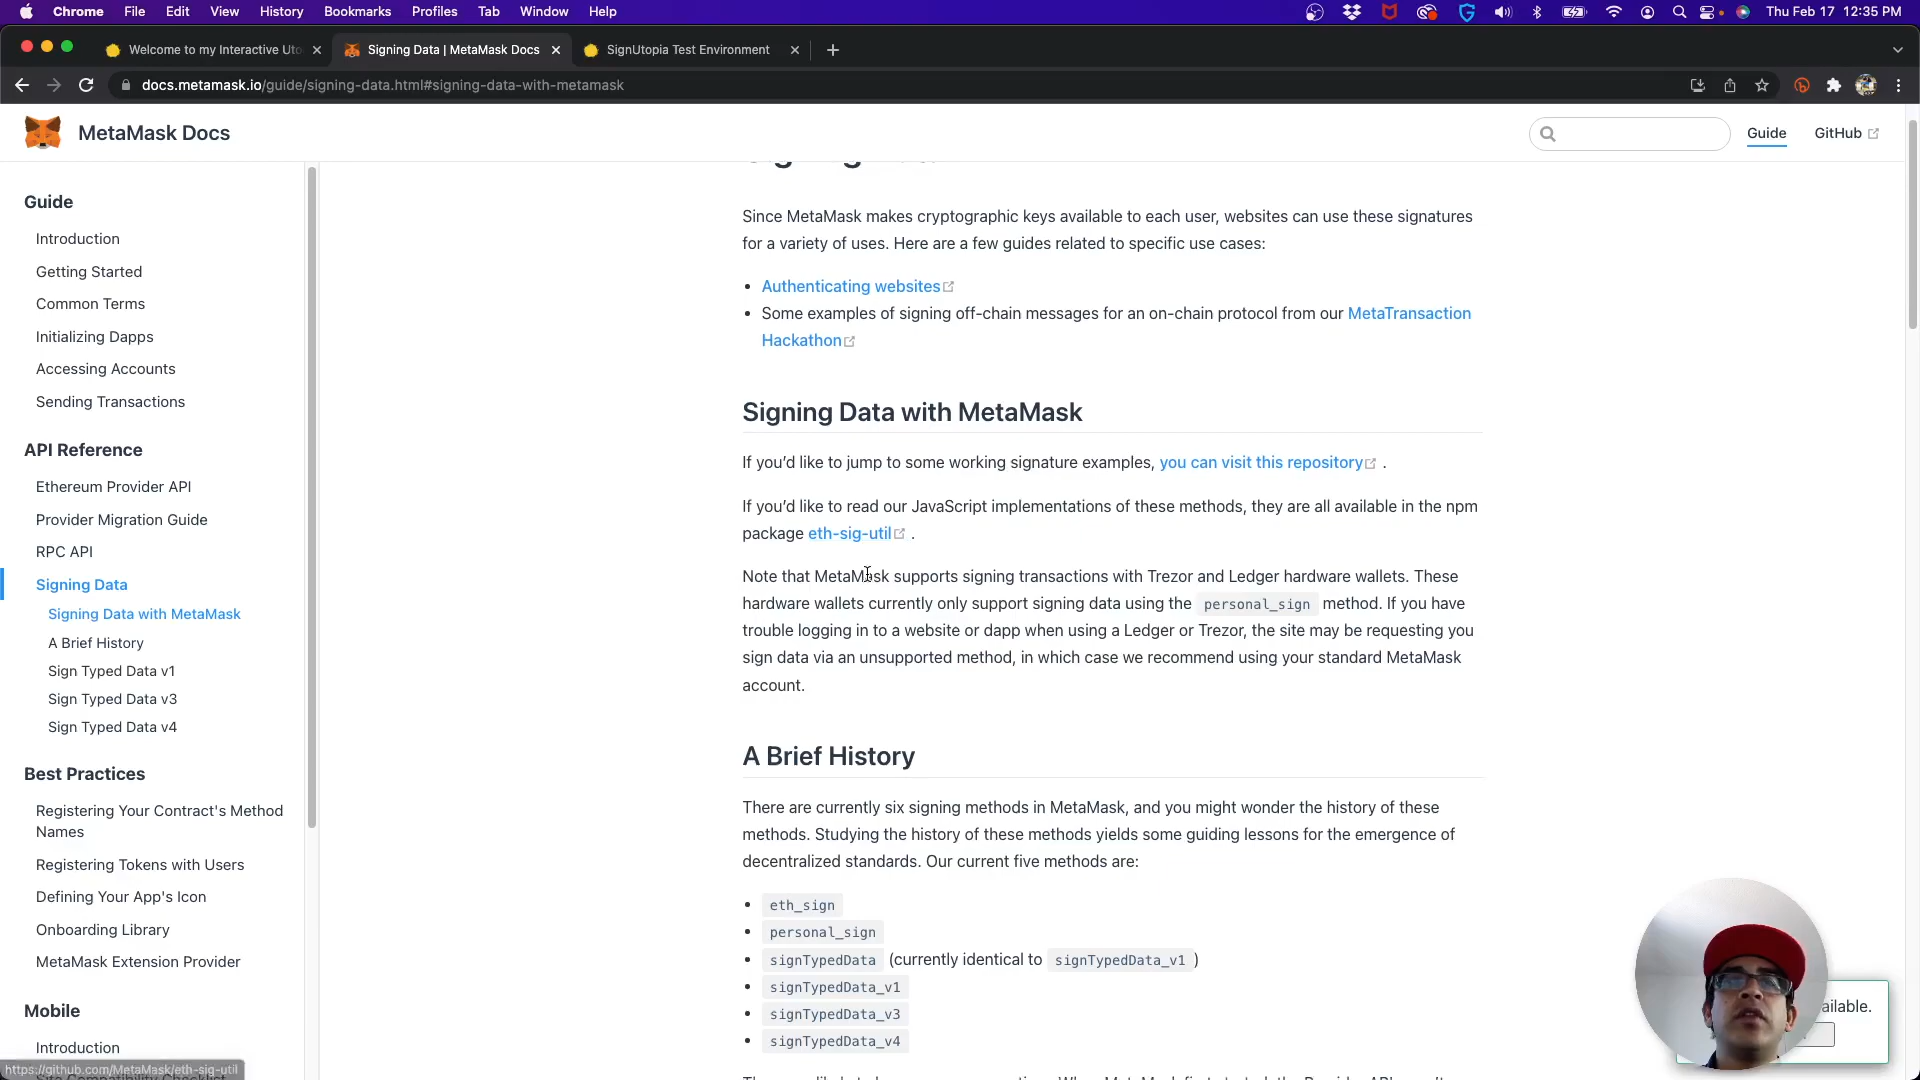 Chrome File Edit View History Bookmarks Profiles Tab Window Help Thu Feb 17 12:35 PM
Welcome to my Interactive Uto Signing Data | MetaMask Docs SignUtopia Test Environment
docs.metamask.io/guide/signing-data.html#signing-data-with-metamask
MetaMask Docs Guide GitHub
Guide
Introduction
Getting Started
Common Terms
Initializing Dapps
Accessing Accounts
Sending Transactions
API Reference
Ethereum Provider API
Provider Migration Guide
RPC API
Signing Data
Signing Data with MetaMask
A Brief History
Sign Typed Data v1
Sign Typed Data v3
Sign Typed Data v4
Best Practices
Registering Your Contract's Method
Names
Registering Tokens with Users
Defining Your App's Icon
Onboarding Library
MetaMask Extension Provider
Mobile
Introduction
Site Compatibility Checklist
https://github.com/MetaMask/eth-sig-util
Since MetaMask makes cryptographic keys available to each user, websites can use these signatures
for a variety of uses. Here are a few guides related to specific use cases:
• Authenticating websites
• Some examples of signing off-chain messages for an on-chain protocol from our MetaTransaction
Hackathon
Signing Data with MetaMask
If you'd like to jump to some working signature examples, you can visit this repository .
If you'd like to read our JavaScript implementations of these methods, they are all available in the npm
package eth-sig-util .
Note that MetaMask supports signing transactions with Trezor and Ledger hardware wallets. These
hardware wallets currently only support signing data using the personal_sign method. If you have
trouble logging in to a website or dapp when using a Ledger or Trezor, the site may be requesting you
sign data via an unsupported method, in which case we recommend using your standard MetaMask
account.
A Brief History
There are currently six signing methods in MetaMask, and you might wonder the history of these
methods. Studying the history of these methods yields some guiding lessons for the emergence of
decentralized standards. Our current five methods are:
• eth_sign
• personal_sign
• signTypedData (currently identical to signTypedData_v1 )
• signTypedData_v1
• signTypedData_v3
• signTypedData_v4
ailable.